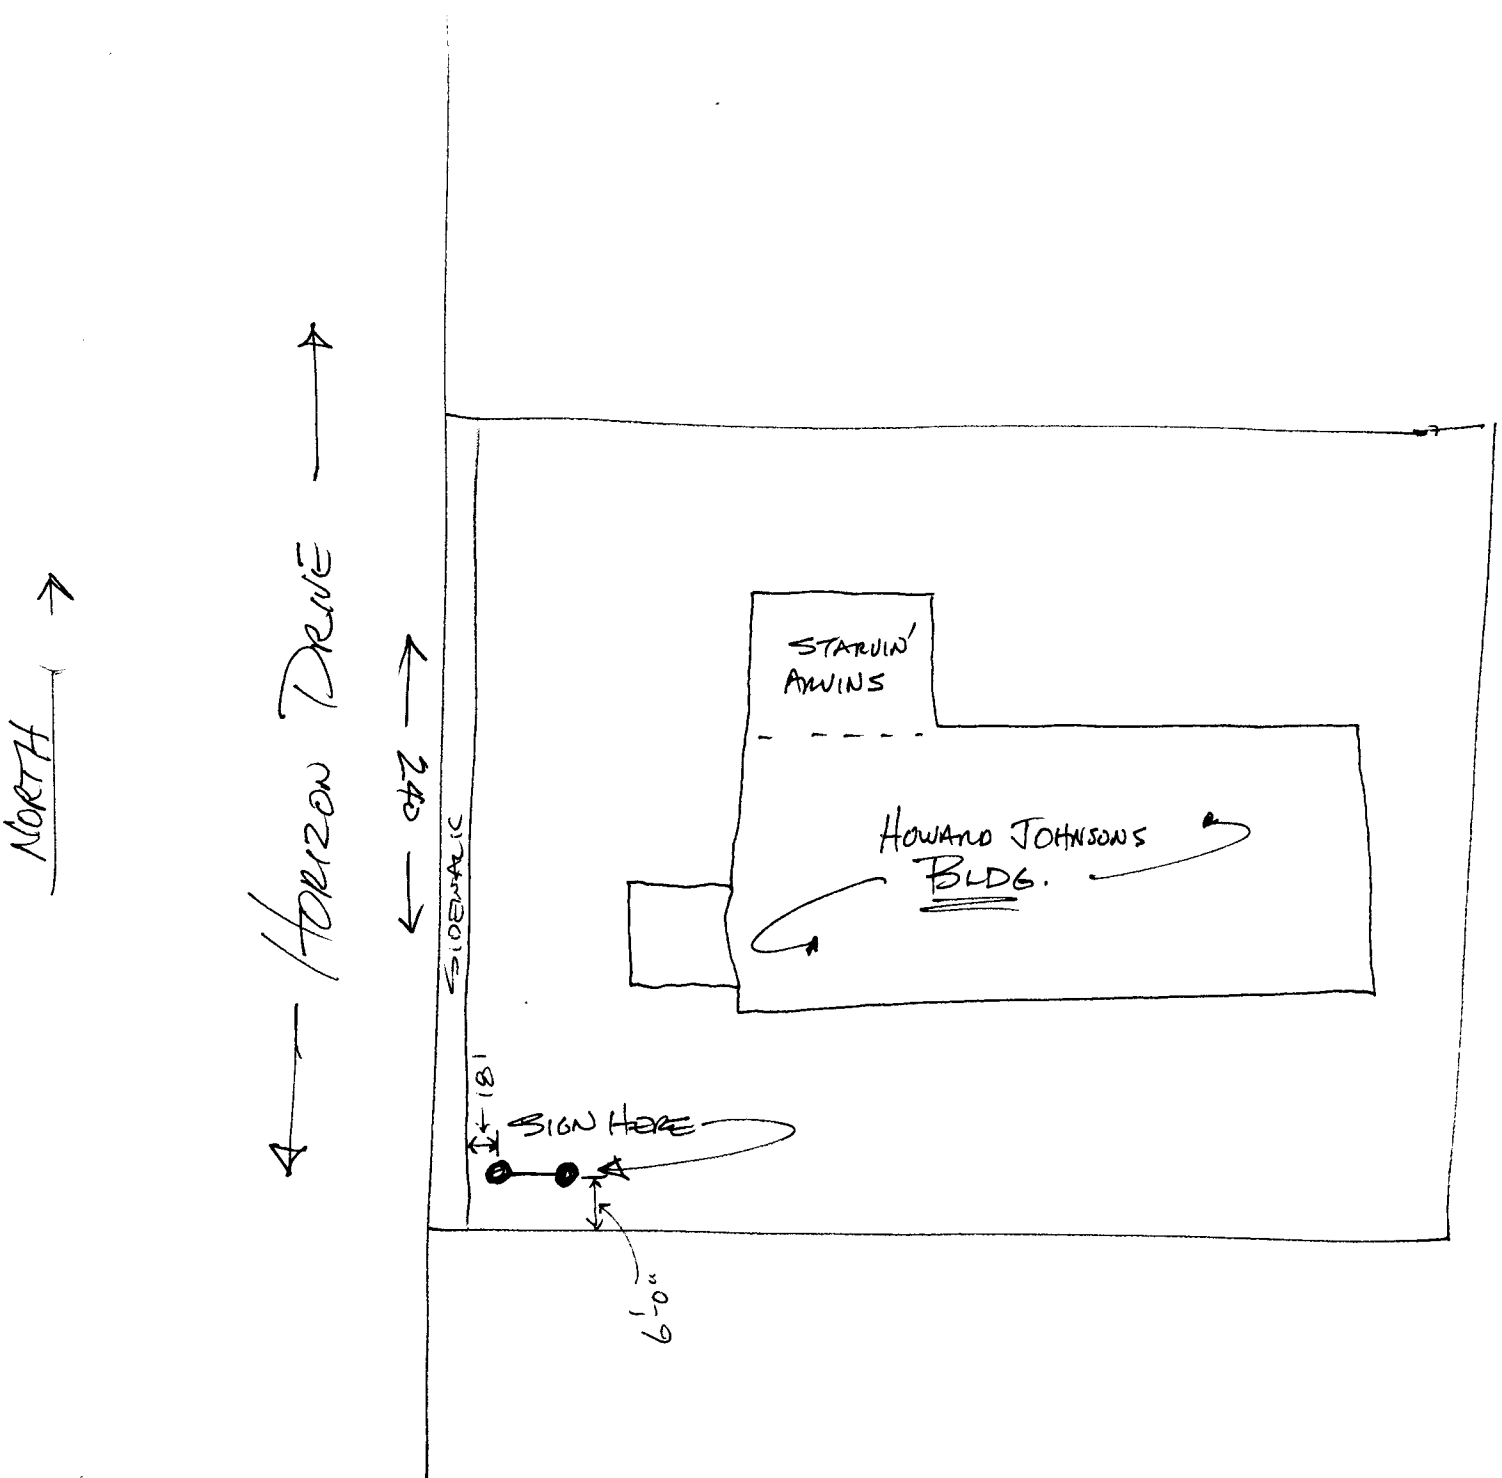 NORTH
HORIZON DRIVE
240
SIDEWALK
STARVIN'
ARVINS
HOWARD JOHNSONS
BLDG.
18'
SIGN HERE
6'-0"